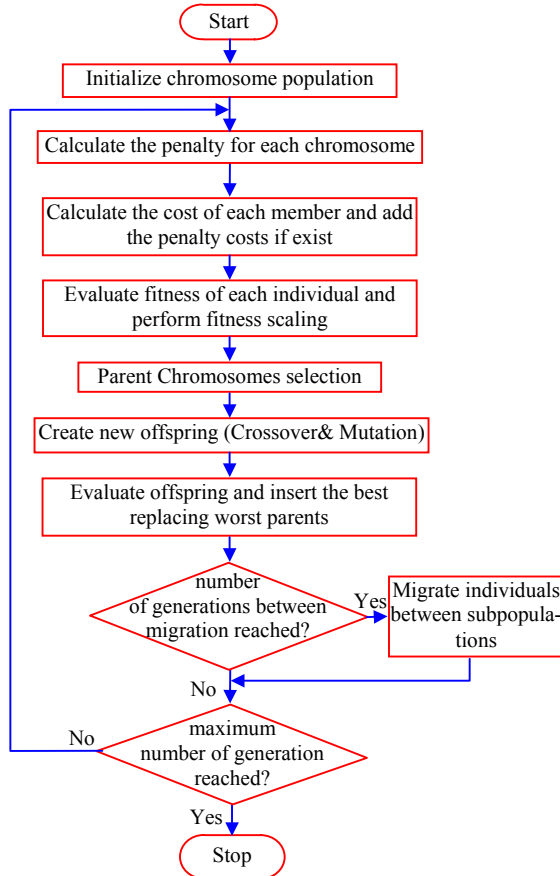 Start
Initialize chromosome population
Calculate the penalty for each chromosome
Calculate the cost of each member and add
the penalty costs if exist
Evaluate fitness of each individual and
perform fitness scaling
Parent Chromosomes selection
Create new offspring (Crossover& Mutation)
Evaluate offspring and insert the best
replacing worst parents
number
of generations between
migration reached?
Yes
Migrate individuals
between subpopula-
tions
No
maximum
number of generation
reached?
No
Yes
Stop